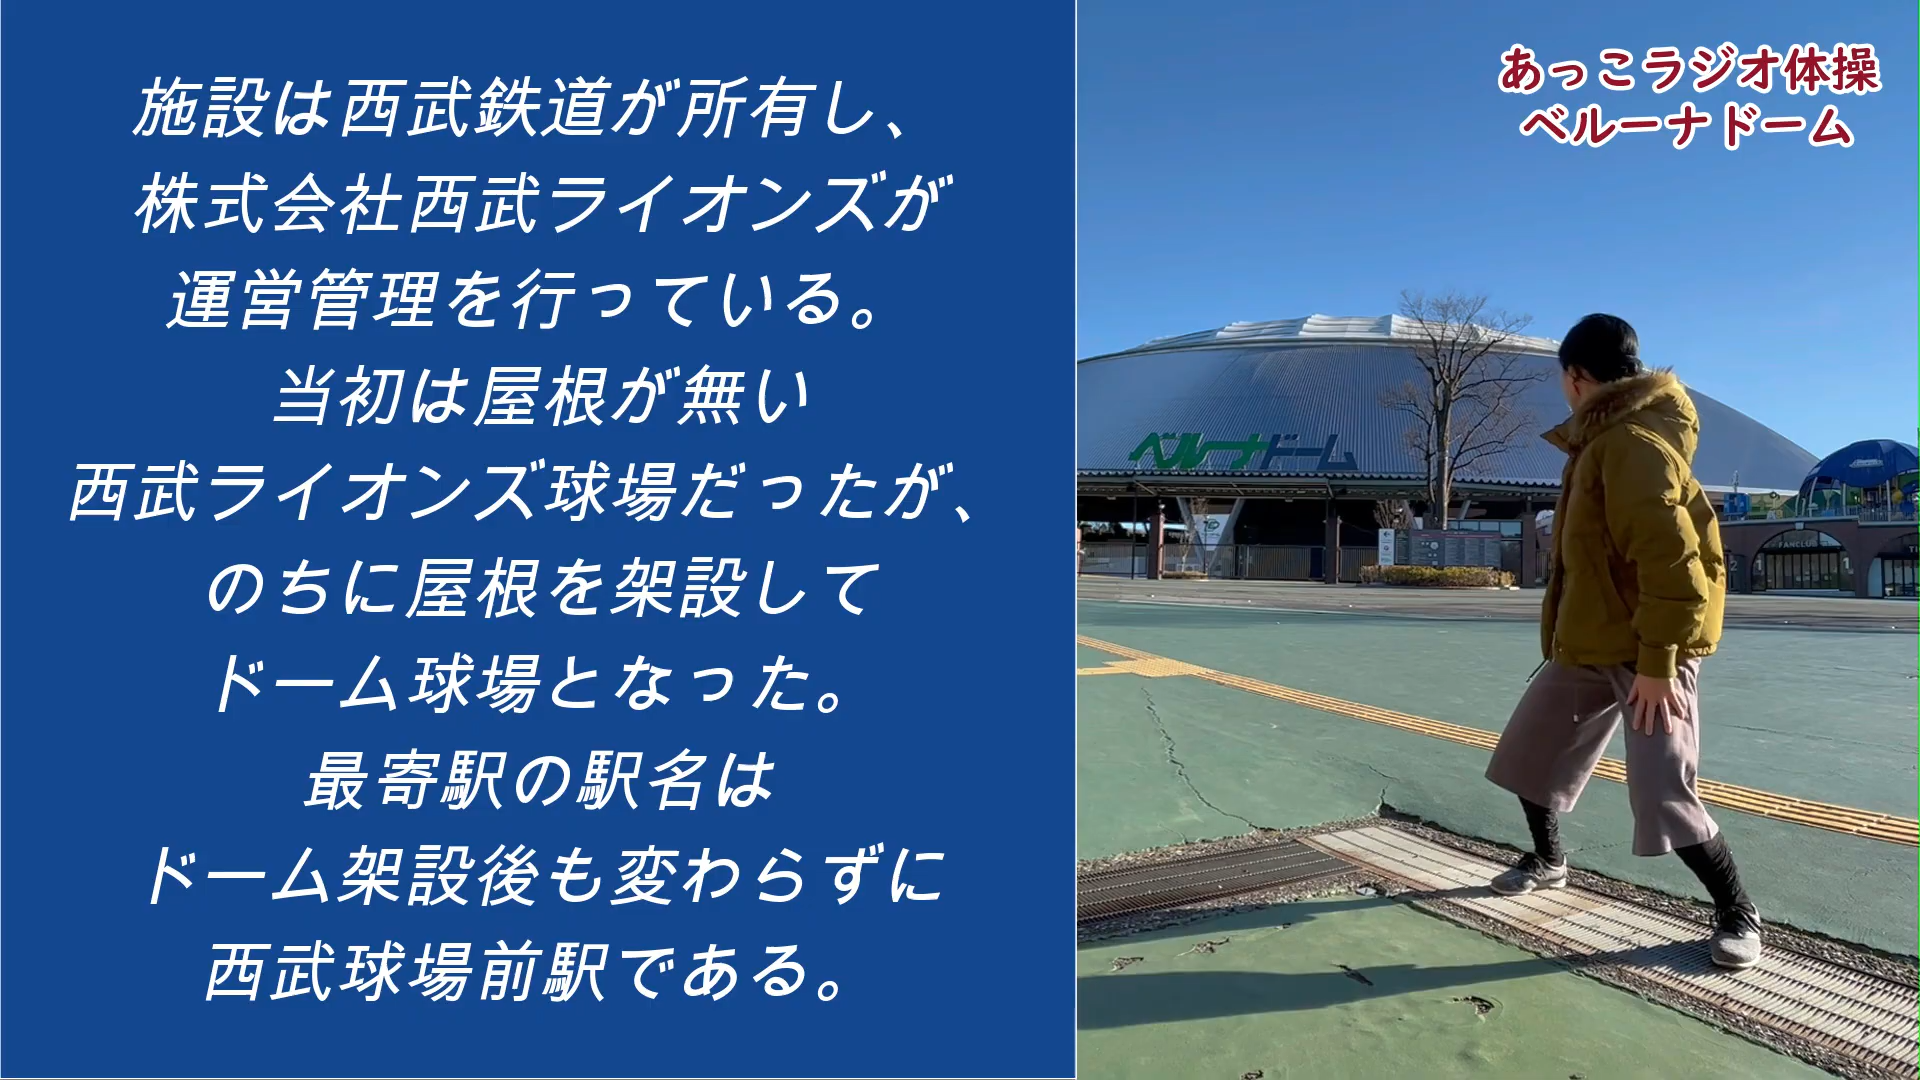 施設は西武鉄道が所有し、
株式会社西武ライオンズが
運営管理を行っている。
当初は屋根が無い
西武ライオンズ球場だったが、
のちに屋根を架設して
ドーム球場となった。
最寄駅の駅名は
ドーム架設後も変わらずに
西武球場前駅である。
あっこラジオ体操
ベルーナドーム
ベルーナドーム
FANCLUB